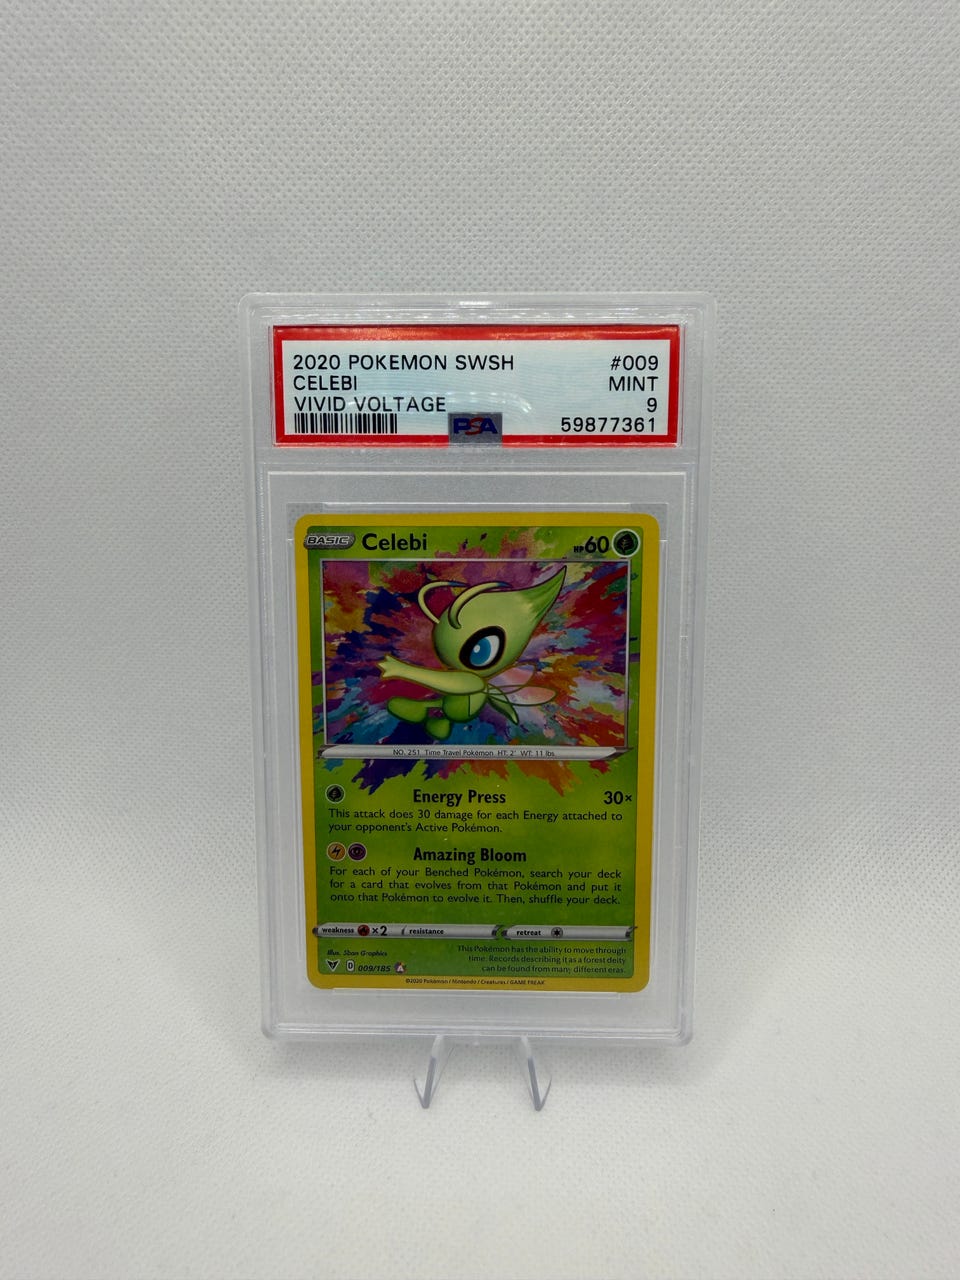 2020 POKEMON SWSH #009
CELEBI MINT
VIVID VOLTAGE 9
PSA 59877361
BASIC Celebi HP 60
NO. 251 Time Travel Pokémon HT: 2' WT: 11 lbs.
Energy Press 30×
This attack does 30 damage for each Energy attached to
your opponent's Active Pokémon.
Amazing Bloom
For each of your Benched Pokémon, search your deck
for a card that evolves from that Pokémon and put it
onto that Pokémon to evolve it. Then, shuffle your deck.
weakness ×2 resistance retreat
Illus. 5ban Graphics
This Pokémon has the ability to move through
time. Records describing it as a forest deity
can be found from many different eras.
D 009/185 A
©2020 Pokémon / Nintendo / Creatures / GAME FREAK